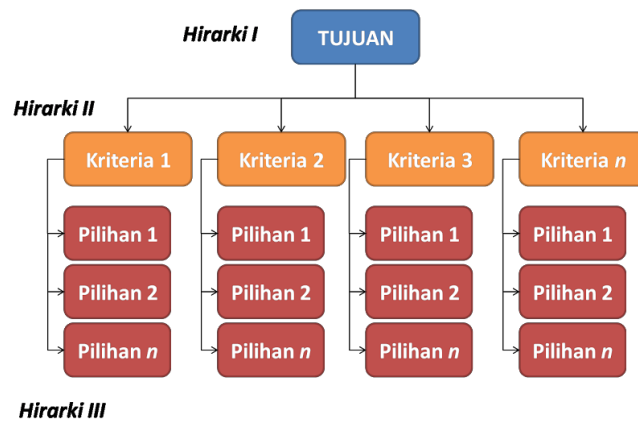 Hirarki I
TUJUAN
Hirarki II
Kriteria 1
Kriteria 2
Kriteria 3
Kriteria n
Pilihan 1
Pilihan 1
Pilihan 1
Pilihan 1
Pilihan 2
Pilihan 2
Pilihan 2
Pilihan 2
Pilihan n
Pilihan n
Pilihan n
Pilihan n
Hirarki III